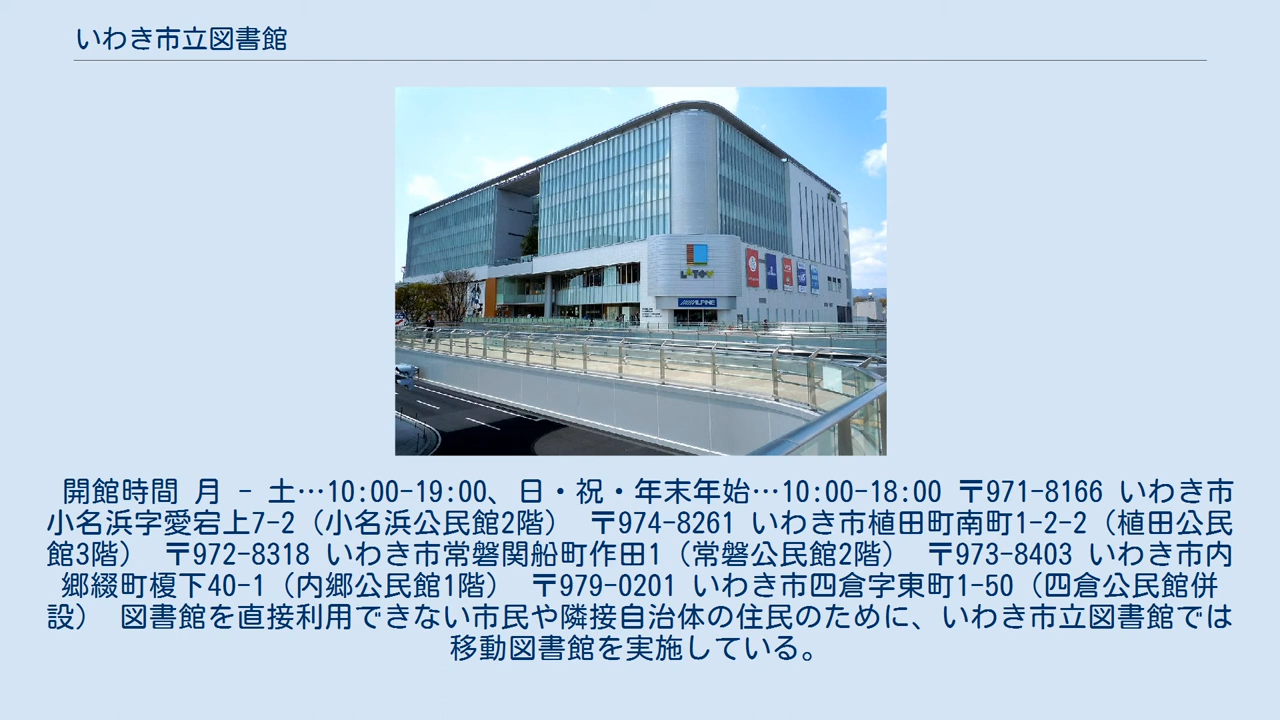 いわき市立図書館
LATOV
ALPINE
開館時間 月 - 土…10:00-19:00、日・祝・年末年始…10:00-18:00 〒971-8166 いわき市
小名浜字愛宕上7-2（小名浜公民館2階） 〒974-8261 いわき市植田町南町1-2-2（植田公民
館3階） 〒972-8318 いわき市常磐関船町作田1（常磐公民館2階） 〒973-8403 いわき市内
郷綴町榎下40-1（内郷公民館1階） 〒979-0201 いわき市四倉字東町1-50（四倉公民館併
設） 図書館を直接利用できない市民や隣接自治体の住民のために、いわき市立図書館では
移動図書館を実施している。